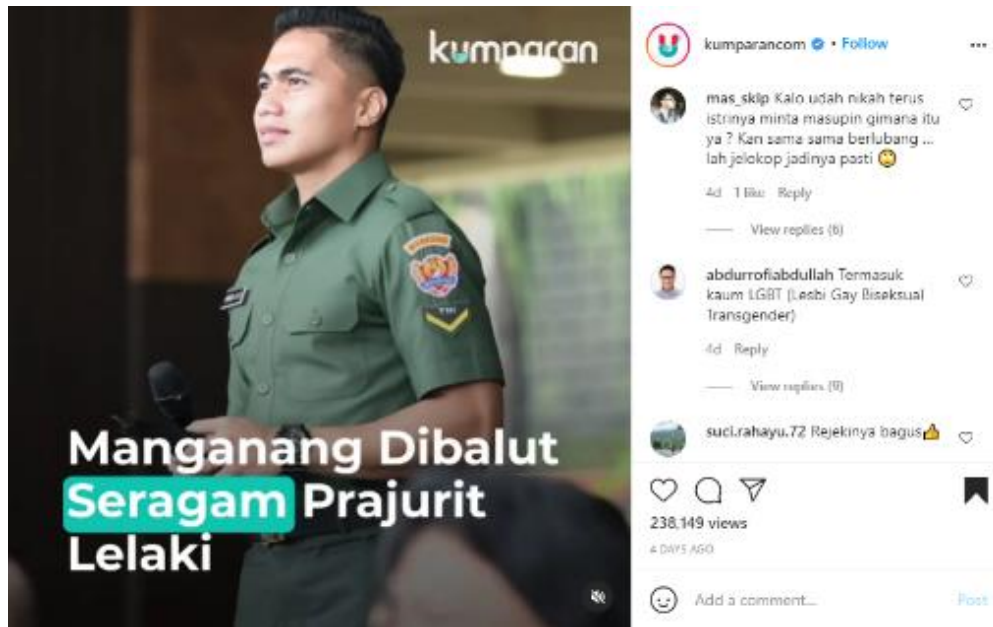 kumparan
Manganang Dibalut
Seragam Prajurit
Lelaki
kumparancom • Follow
mas_skip Kalo udah nikah terus
istrinya minta masupin gimana itu
ya ? Kan sama sama berlubang ...
lah jelokop jadinya pasti 🙄
4d 1 like Reply
View replies (6)
abdurrofiabdullah Termasuk
kaum LGBT (Lesbi Gay Biseksual
Transgender)
4d Reply
View replies (9)
suci.rahayu.72 Rejekinya bagus👍
238,149 views
4 DAYS AGO
Add a comment...
Post